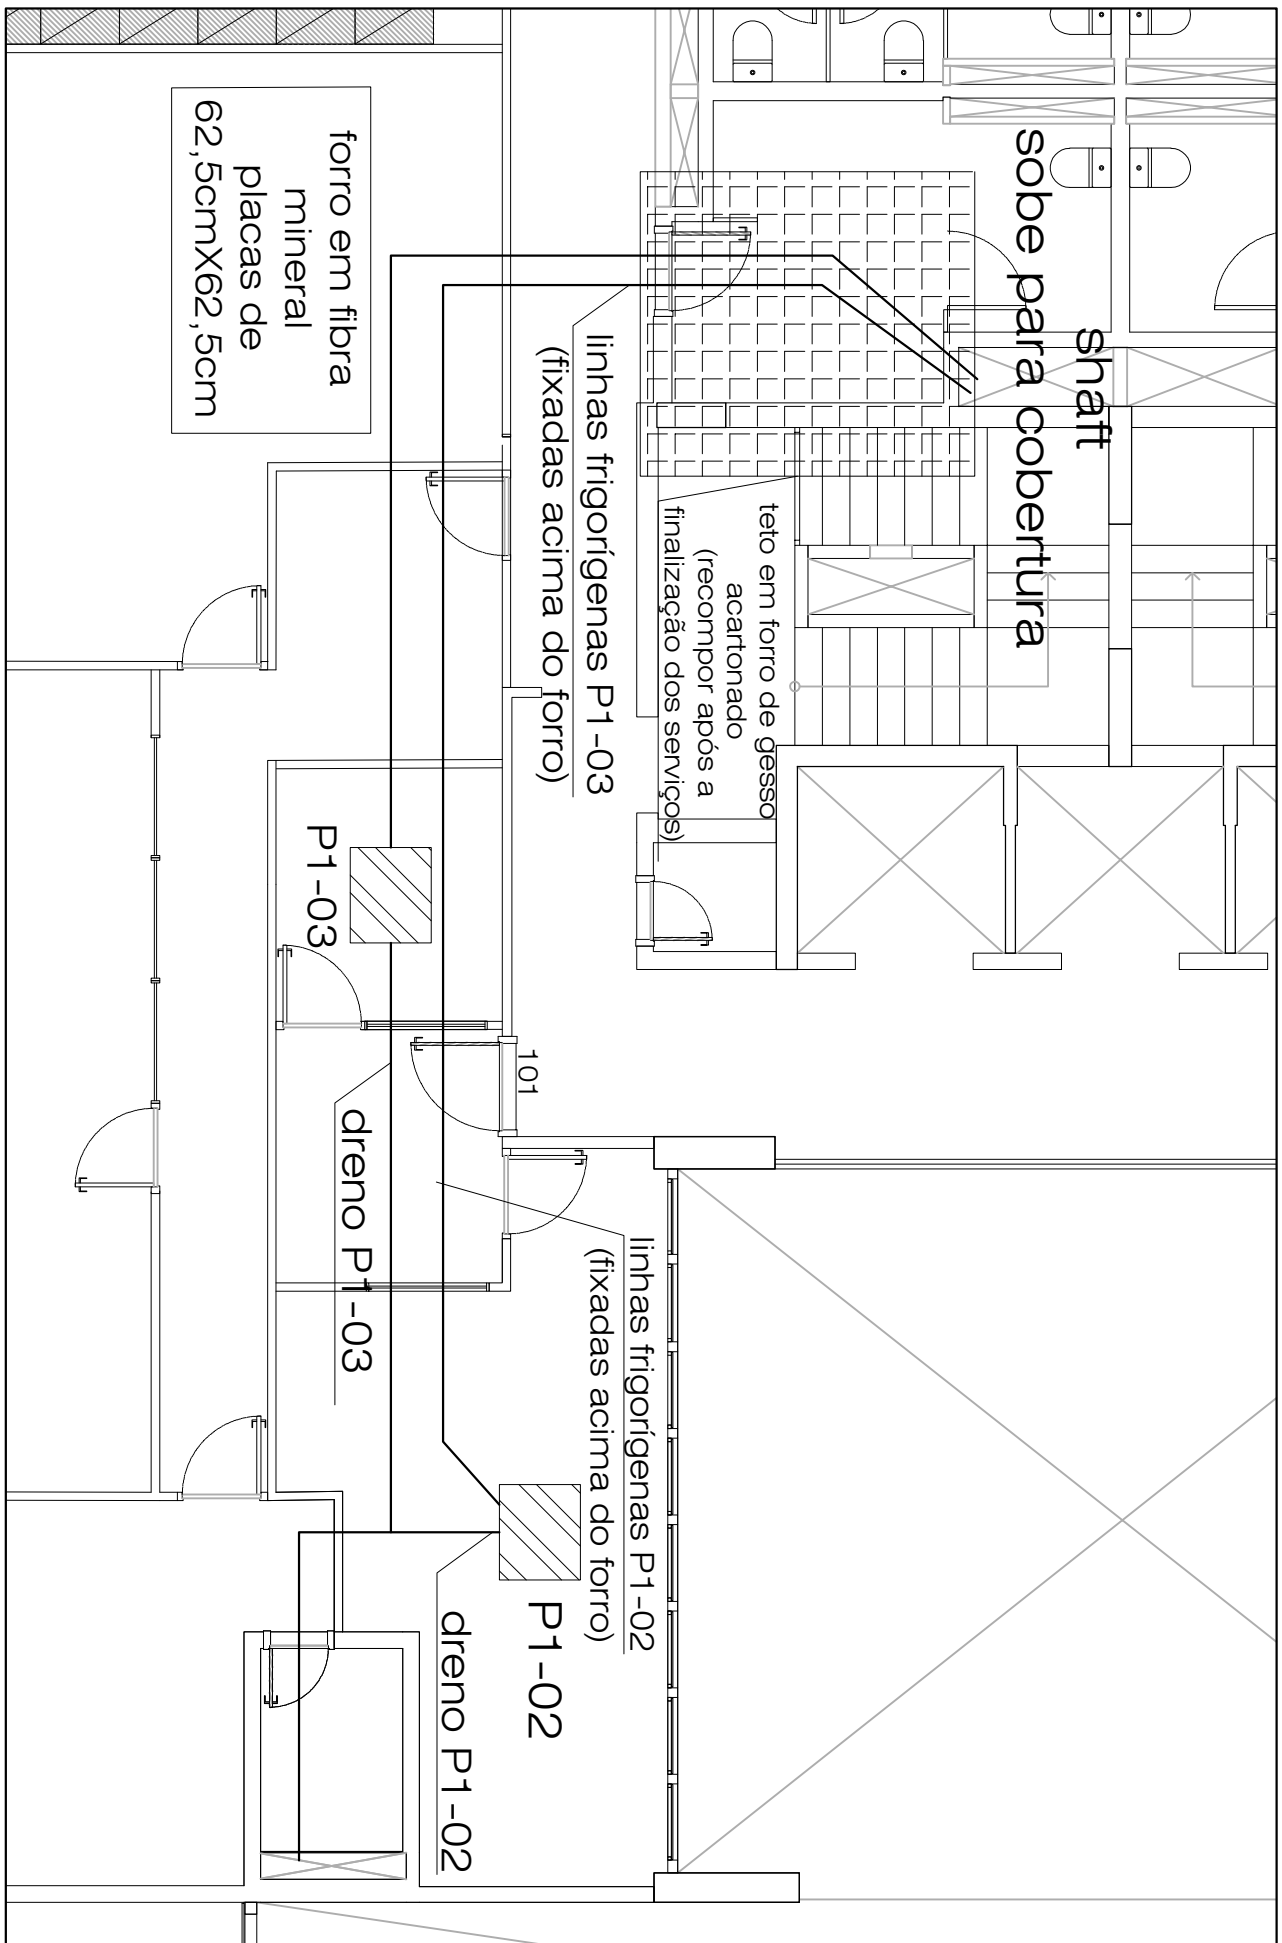 shaft
sobe para cobertura
teto em forro de gesso
acartonado
(recompor após a
finalização dos serviços)
linhas frigorígenas P1-03
(fixadas acima do forro)
forro em fibra
mineral
placas de
62,5cmX62,5cm
P1-03
101
dreno P1-03
linhas frigorígenas P1-02
(fixadas acima do forro)
P1-02
dreno P1-02